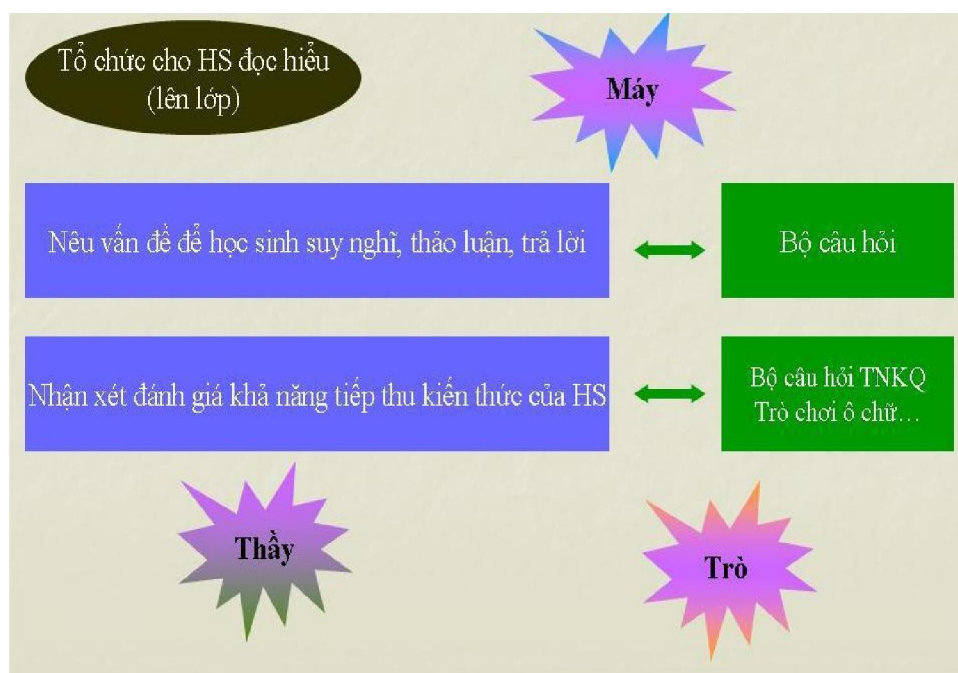 Tổ chức cho HS đọc hiểu
(lên lớp)
Máy
Nêu vấn đề để học sinh suy nghĩ, thảo luận, trả lời
Bộ câu hỏi
Nhận xét đánh giá khả năng tiếp thu kiến thức của HS
Bộ câu hỏi TNKQ
Trò chơi ô chữ...
Thầy
Trò